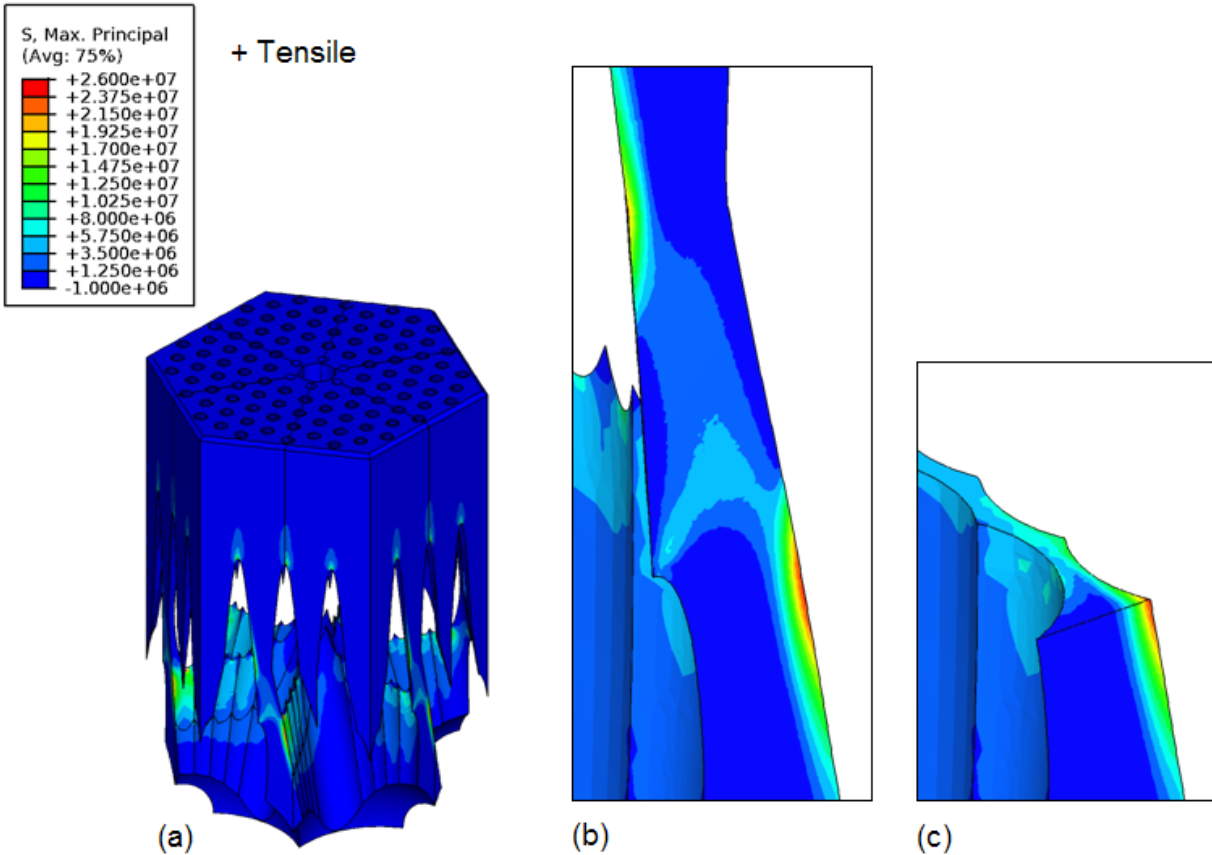 S, Max. Principal
(Avg: 75%)
+2.600e+07
+2.375e+07
+2.150e+07
+1.925e+07
+1.700e+07
+1.475e+07
+1.250e+07
+1.025e+07
+8.000e+06
+5.750e+06
+3.500e+06
+1.250e+06
-1.000e+06
+ Tensile
(a)
(b)
(c)